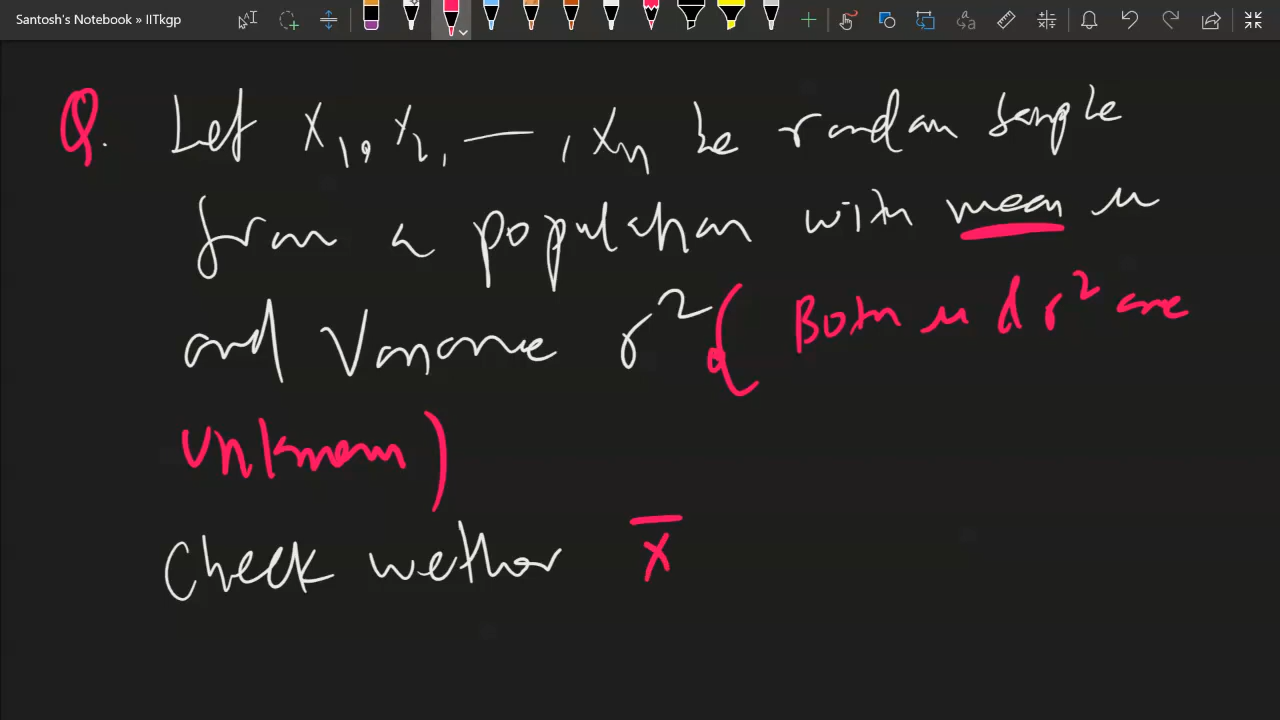 Santosh's Notebook » IITkgp
Q. Let X1, X2, —, Xn be random sample
from a population with mean μ
and Variance σ² ( Both μ & σ² are
unknown)
Check wether X̄